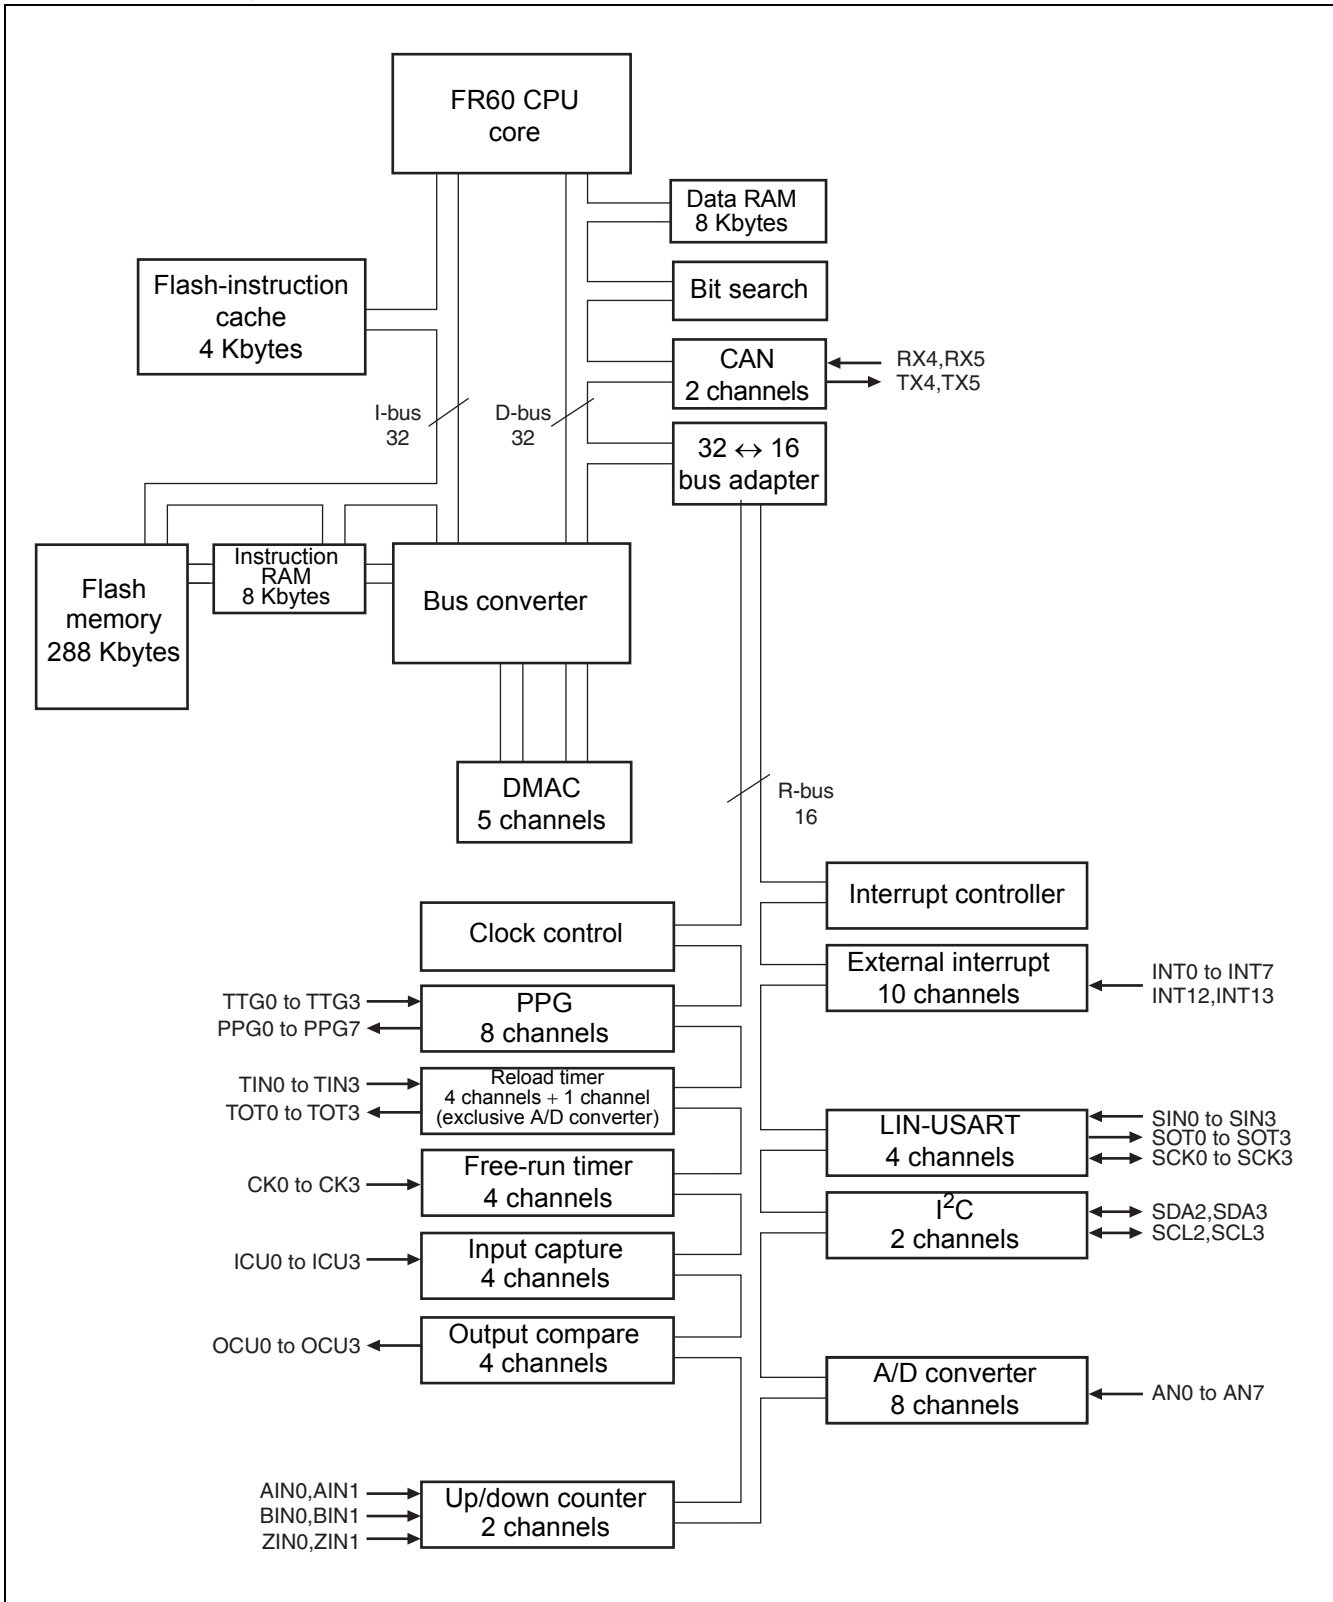 FR60 CPU
core
Data RAM
8 Kbytes
Flash-instruction
cache
4 Kbytes
Bit search
CAN
2 channels
RX4,RX5
TX4,TX5
I-bus
32
D-bus
32
32 ↔ 16
bus adapter
Flash
memory
288 Kbytes
Instruction
RAM
8 Kbytes
Bus converter
DMAC
5 channels
R-bus
16
Interrupt controller
Clock control
External interrupt
10 channels
INT0 to INT7
INT12,INT13
TTG0 to TTG3
PPG0 to PPG7
PPG
8 channels
TIN0 to TIN3
TOT0 to TOT3
Reload timer
4 channels + 1 channel
(exclusive A/D converter)
LIN-USART
4 channels
SIN0 to SIN3
SOT0 to SOT3
SCK0 to SCK3
CK0 to CK3
Free-run timer
4 channels
I²C
2 channels
SDA2,SDA3
SCL2,SCL3
ICU0 to ICU3
Input capture
4 channels
OCU0 to OCU3
Output compare
4 channels
A/D converter
8 channels
AN0 to AN7
AIN0,AIN1
BIN0,BIN1
ZIN0,ZIN1
Up/down counter
2 channels